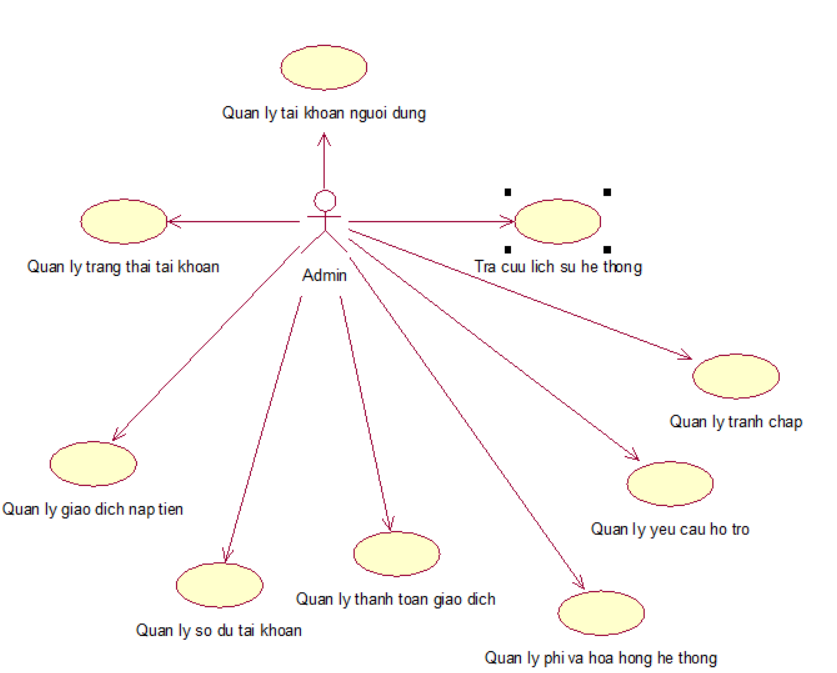 Quan ly tai khoan nguoi dung
Quan ly trang thai tai khoan
Admin
Tra cuu lich su he thong
Quan ly tranh chap
Quan ly giao dich nap tien
Quan ly yeu cau ho tro
Quan ly thanh toan giao dich
Quan ly so du tai khoan
Quan ly phi va hoa hong he thong